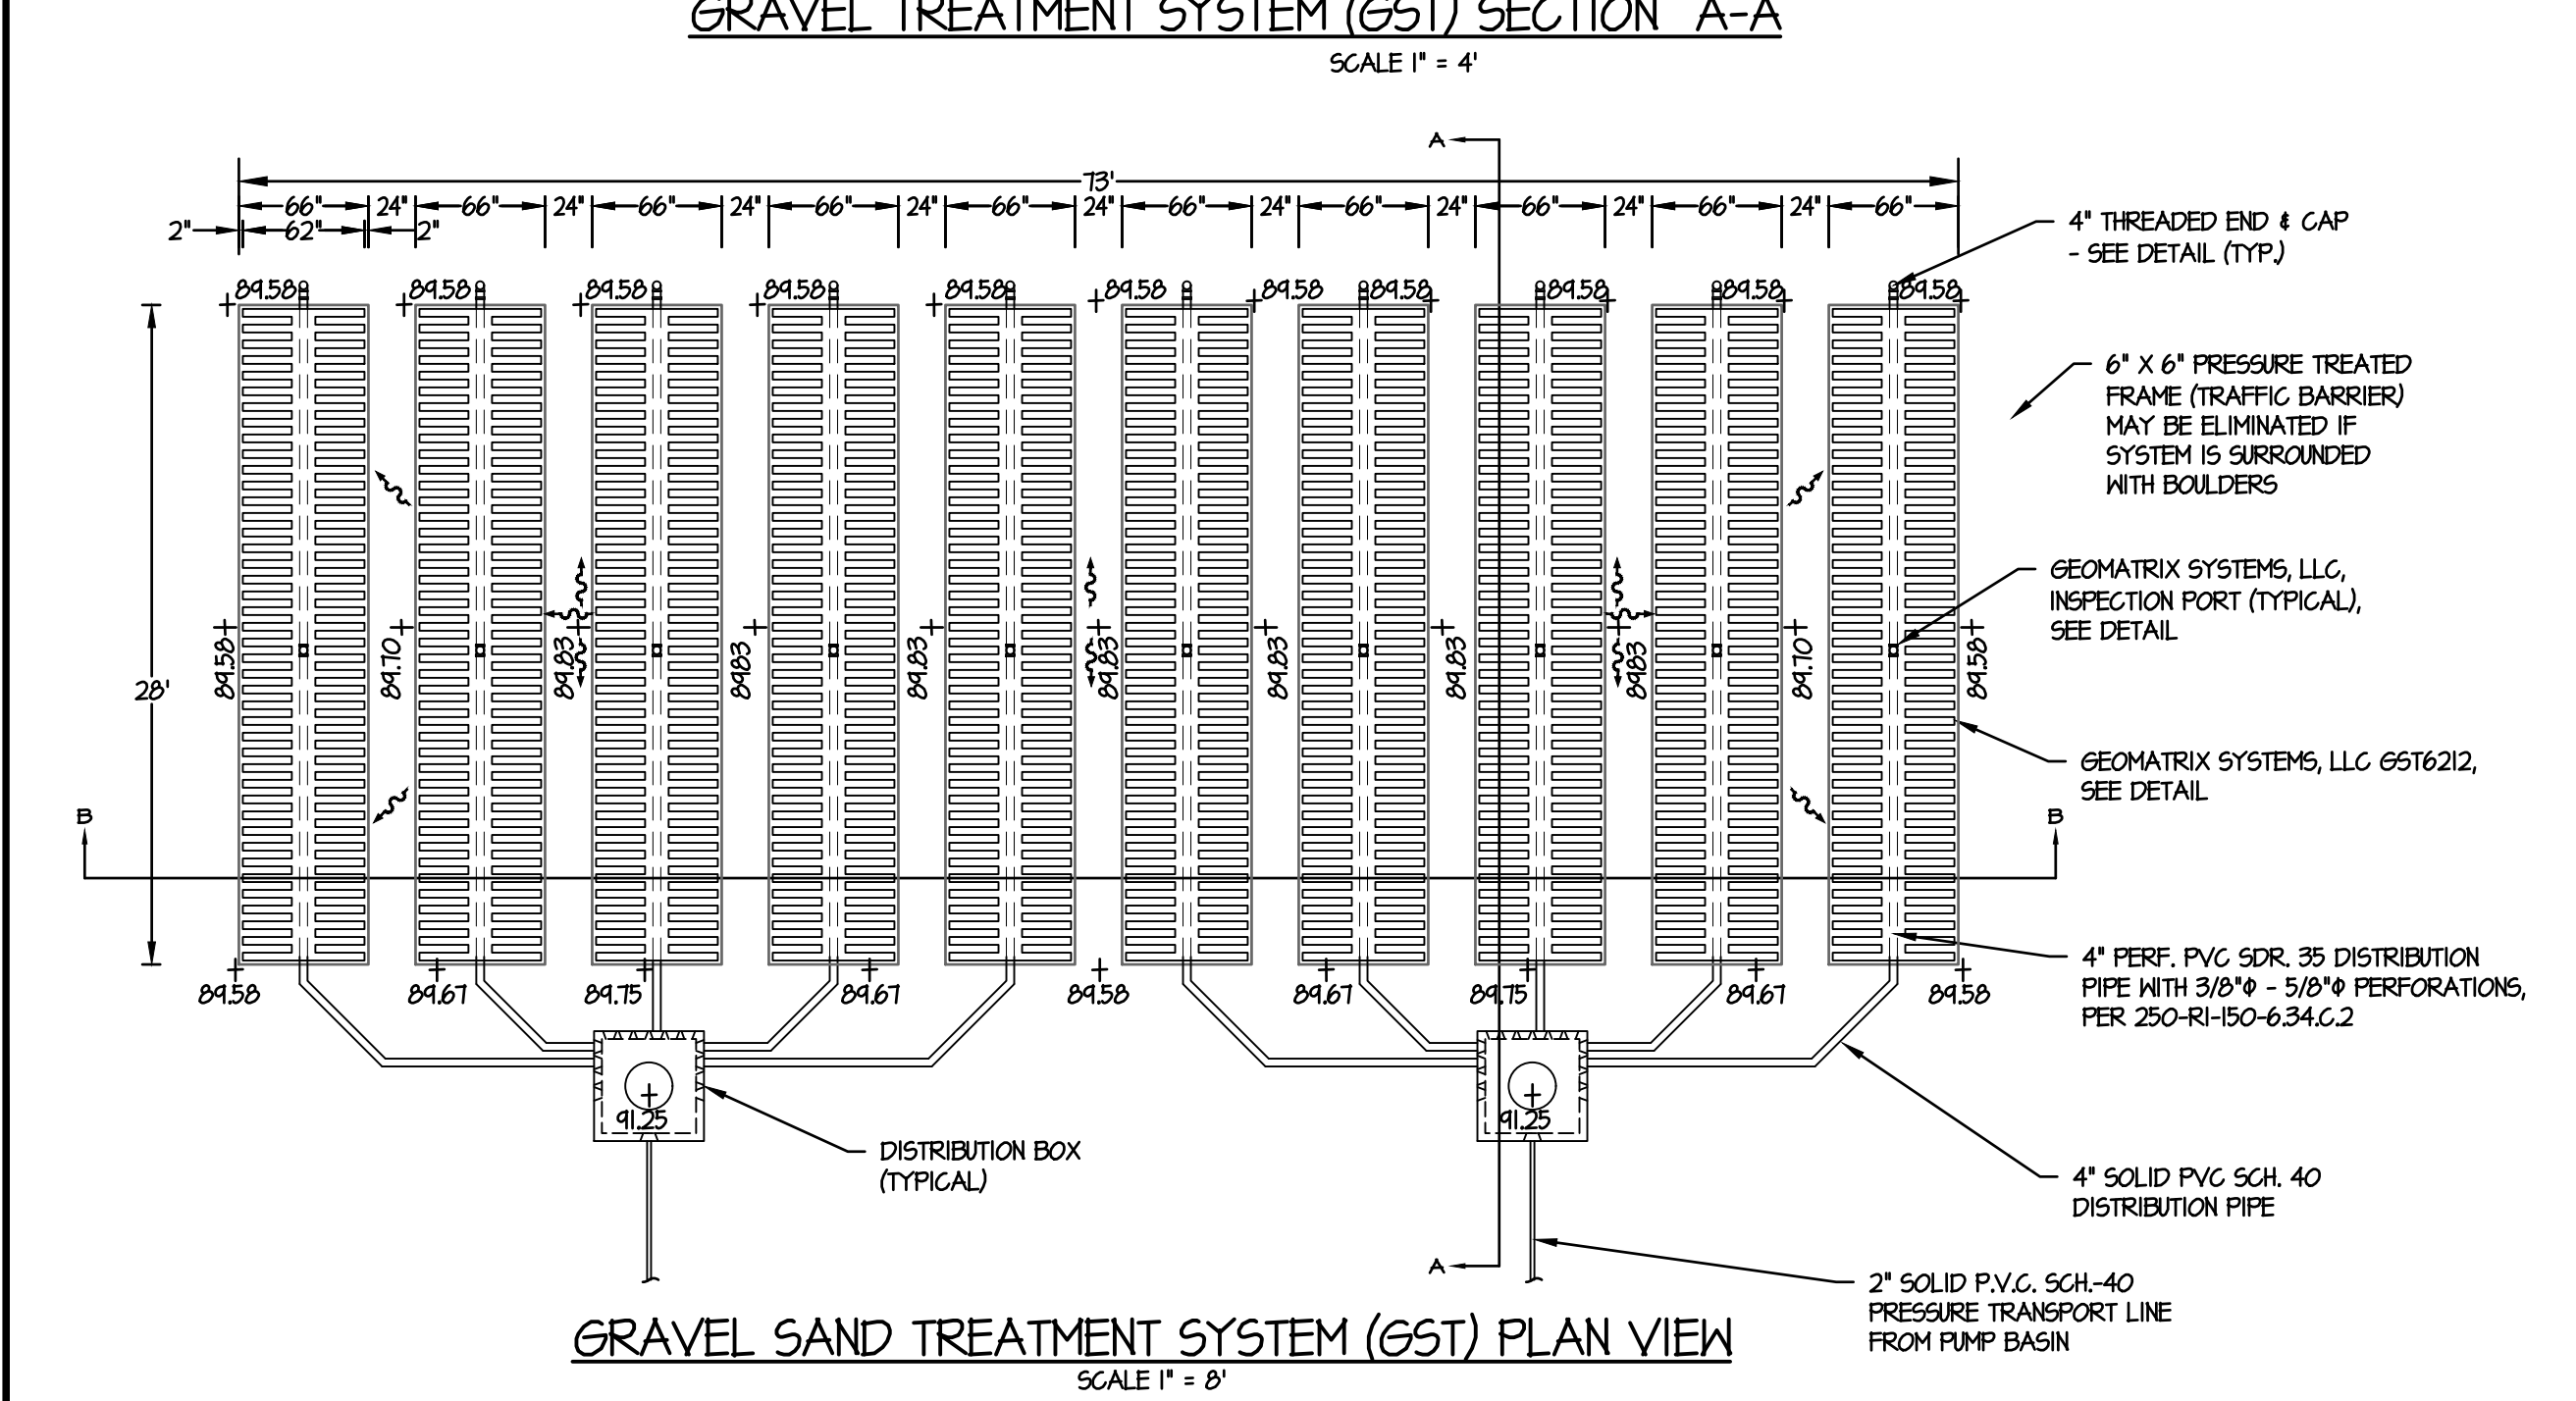 GRAVEL TREATMENT SYSTEM (GST) SECTION A-A
SCALE 1" = 4'
A
73'
66" 24" 66" 24" 66" 24" 66" 24" 66" 24" 66" 24" 66" 24" 66" 24" 66" 24" 66"
2" 62" 2"
4" THREADED END & CAP
- SEE DETAIL (TYP.)
89.58 89.58 89.58 89.58 89.58 89.58 89.58 89.58 89.58 89.58 89.58
6" X 6" PRESSURE TREATED
FRAME (TRAFFIC BARRIER)
MAY BE ELIMINATED IF
SYSTEM IS SURROUNDED
WITH BOULDERS
GEOMATRIX SYSTEMS, LLC,
INSPECTION PORT (TYPICAL),
SEE DETAIL
28'
89.58 89.70 89.83 89.83 89.83 89.83 89.83 89.83 89.83 89.70 89.58
GEOMATRIX SYSTEMS, LLC GST6212,
SEE DETAIL
B B
4" PERF. PVC SDR. 35 DISTRIBUTION
PIPE WITH 3/8"Φ - 5/8"Φ PERFORATIONS,
PER 250-RI-150-6.34.C.2
89.58 89.67 89.75 89.67 89.58 89.67 89.75 89.67 89.58
91.25 91.25
DISTRIBUTION BOX
(TYPICAL)
4" SOLID PVC SCH. 40
DISTRIBUTION PIPE
A
2" SOLID P.V.C. SCH.-40
PRESSURE TRANSPORT LINE
FROM PUMP BASIN
GRAVEL SAND TREATMENT SYSTEM (GST) PLAN VIEW
SCALE 1" = 8'